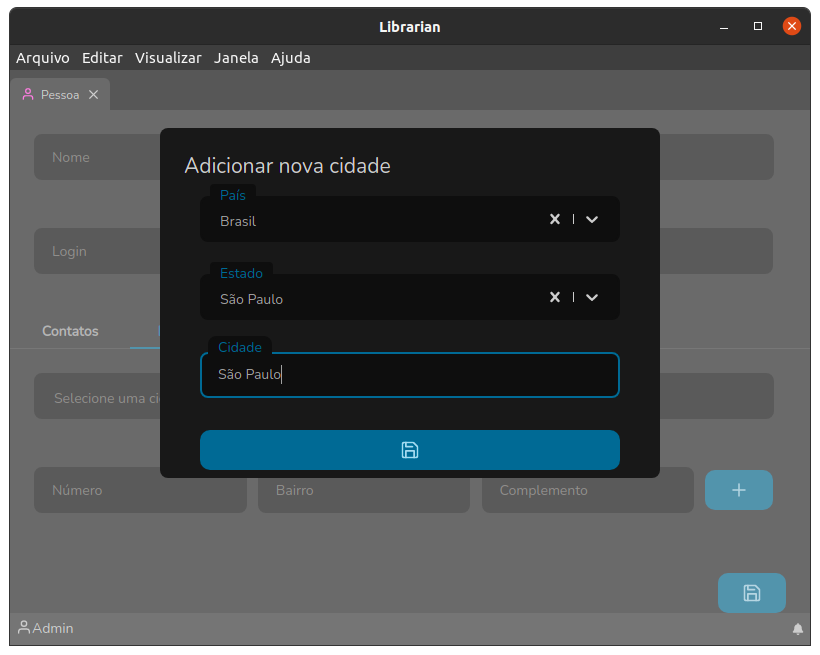 Librarian
Arquivo Editar Visualizar Janela Ajuda
Pessoa
Nome
Adicionar nova cidade
País
Brasil
Login
Estado
São Paulo
Contatos
Cidade
São Paulo
Selecione uma ci
Número Bairro Complemento
Admin